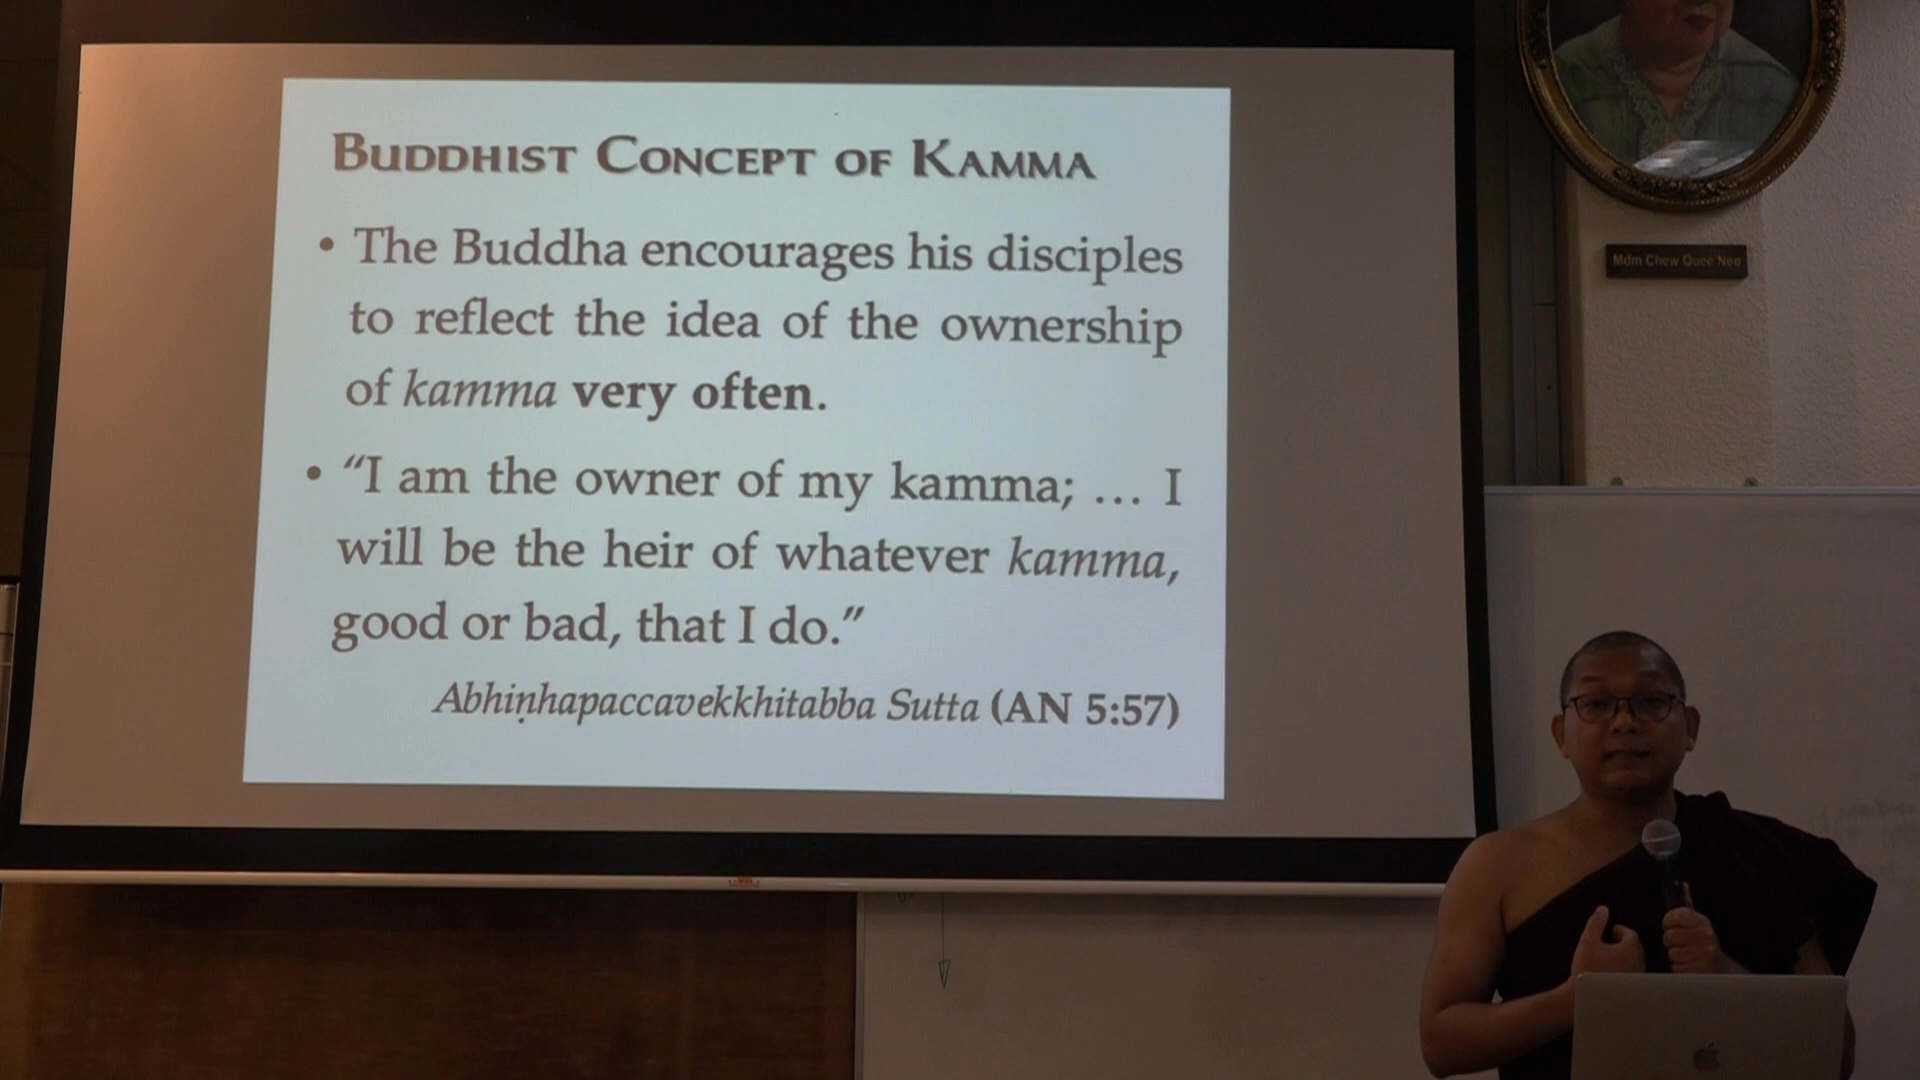 BUDDHIST CONCEPT OF KAMMA
• The Buddha encourages his disciples
to reflect the idea of the ownership
of kamma very often.
• “I am the owner of my kamma; … I
will be the heir of whatever kamma,
good or bad, that I do.”
Abhiṇhapaccavekkhitabba Sutta (AN 5:57)
Mdm Chew Quee Neo